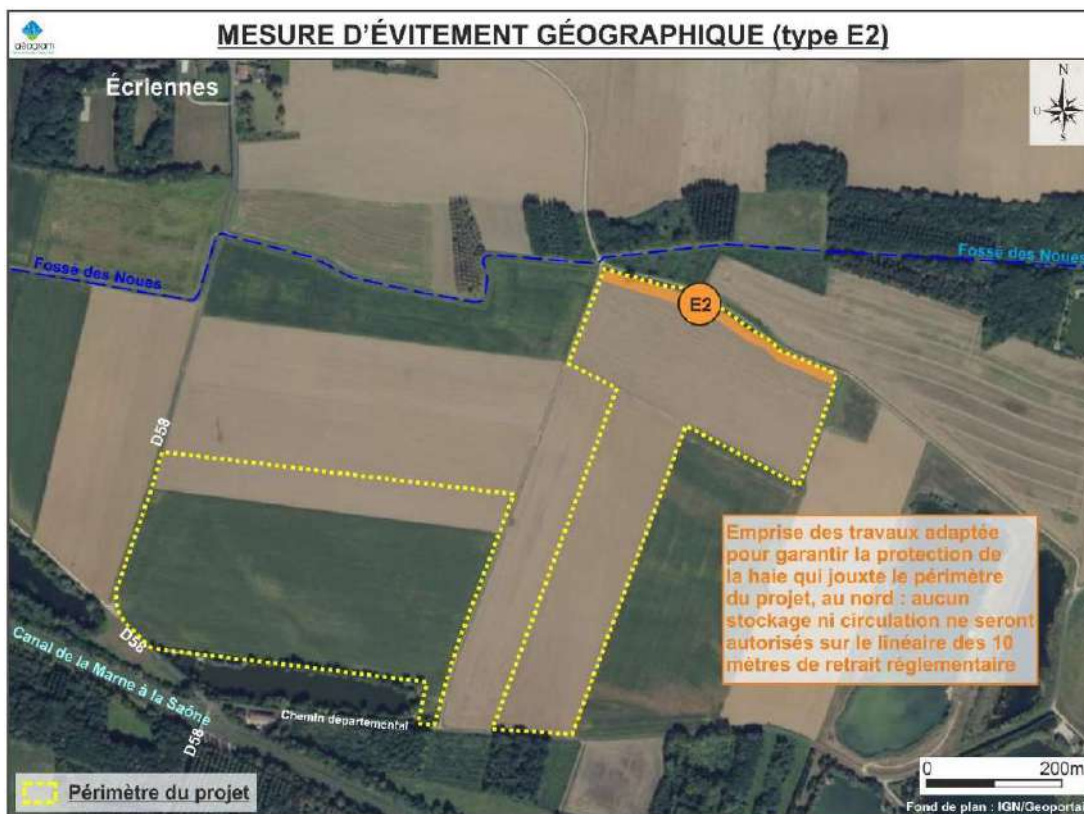 géogram
MESURE D'ÉVITEMENT GÉOGRAPHIQUE (type E2)
Écriennes
N
O
E
S
Fossé des Noues
Fossé des Noues
E2
D58
Emprise des travaux adaptée
pour garantir la protection de
la haie qui jouxte le périmètre
du projet, au nord : aucun
stockage ni circulation ne seront
autorisés sur le linéaire des 10
mètres de retrait réglementaire
D58
Canal de la Marne à la Saône
Chemin départemental
D58
Périmètre du projet
0 200m
Fond de plan : IGN/Geoportail